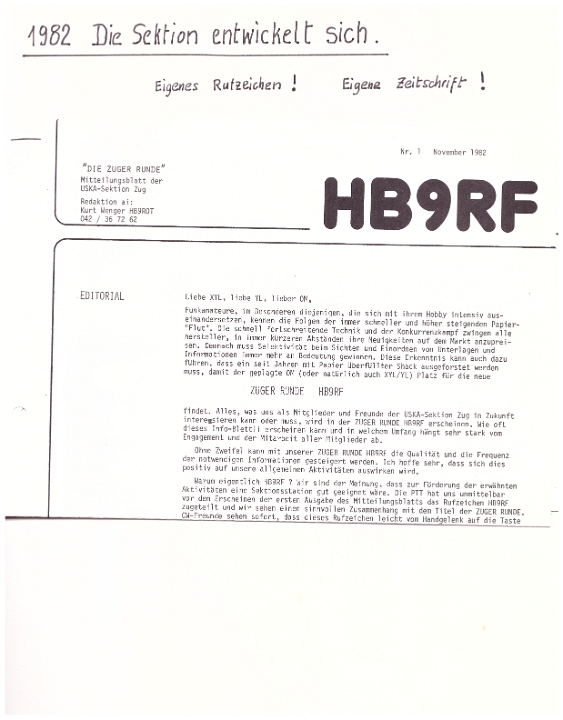 1982 Die Sektion entwickelt sich.
Eigenes Rufzeichen ! Eigene Zeitschrift !
Nr. 1 November 1982
"DIE ZUGER RUNDE"
Mitteilungsblatt der
USKA-Sektion Zug
Redaktion ai:
Kurt Wenger HB9RDT
042 / 36 72 62
HB9RF
EDITORIAL
Liebe XYL, liebe YL, lieber OM,
Funkamateure, im Besonderen diejenigen, die sich mit ihrem Hobby intensiv aus-
einandersetzen, kennen die Folgen der immer schneller und höher steigenden Papier-
"Flut". Die schnell fortschreitende Technik und der Konkurrenzkampf zwingen alle
Hersteller, in immer kürzeren Abständen ihre Neuigkeiten auf dem Markt anzuprei-
sen. Demnach muss Selektivität beim Sichten und Einordnen von Unterlagen und
Informationen immer mehr an Bedeutung gewinnen. Diese Erkenntnis kann auch dazu
führen, dass ein seit Jahren mit Papier überfüllter Shack ausgeforstet werden
muss, damit der geplagte OM (oder natürlich auch XYL/YL) Platz für die neue
ZUGER RUNDE HB9RF
findet. Alles, was uns als Mitglieder und Freunde der USKA-Sektion Zug in Zukunft
interessieren kann oder muss, wird in der ZUGER RUNDE HB9RF erscheinen. Wie oft
dieses Info-Blettli erscheinen kann und in welchem Umfang hängt sehr stark vom
Engagement und der Mitarbeit aller Mitglieder ab.
Ohne Zweifel kann mit unserer ZUGER RUNDE HB9RF die Qualität und die Frequenz
der notwendigen Informationen gesteigert werden. Ich hoffe sehr, dass sich dies
positiv auf unsere allgemeinen Aktivitäten auswirken wird.
Warum eigentlich HB9RF ? Wir sind der Meinung, dass zur Förderung der erwähnten
Aktivitäten eine Sektionsstation gut geeignet wäre. Die PTT hat uns unmittelbar
vor dem Erscheinen der ersten Ausgabe des Mitteilungsblatts das Rufzeichen HB9RF
zugeteilt und wir sehen einen sinnvollen Zusammenhang mit dem Titel der ZUGER RUNDE.
CW-Freunde sehen sofort, dass dieses Rufzeichen leicht vom Handgelenk auf die Taste